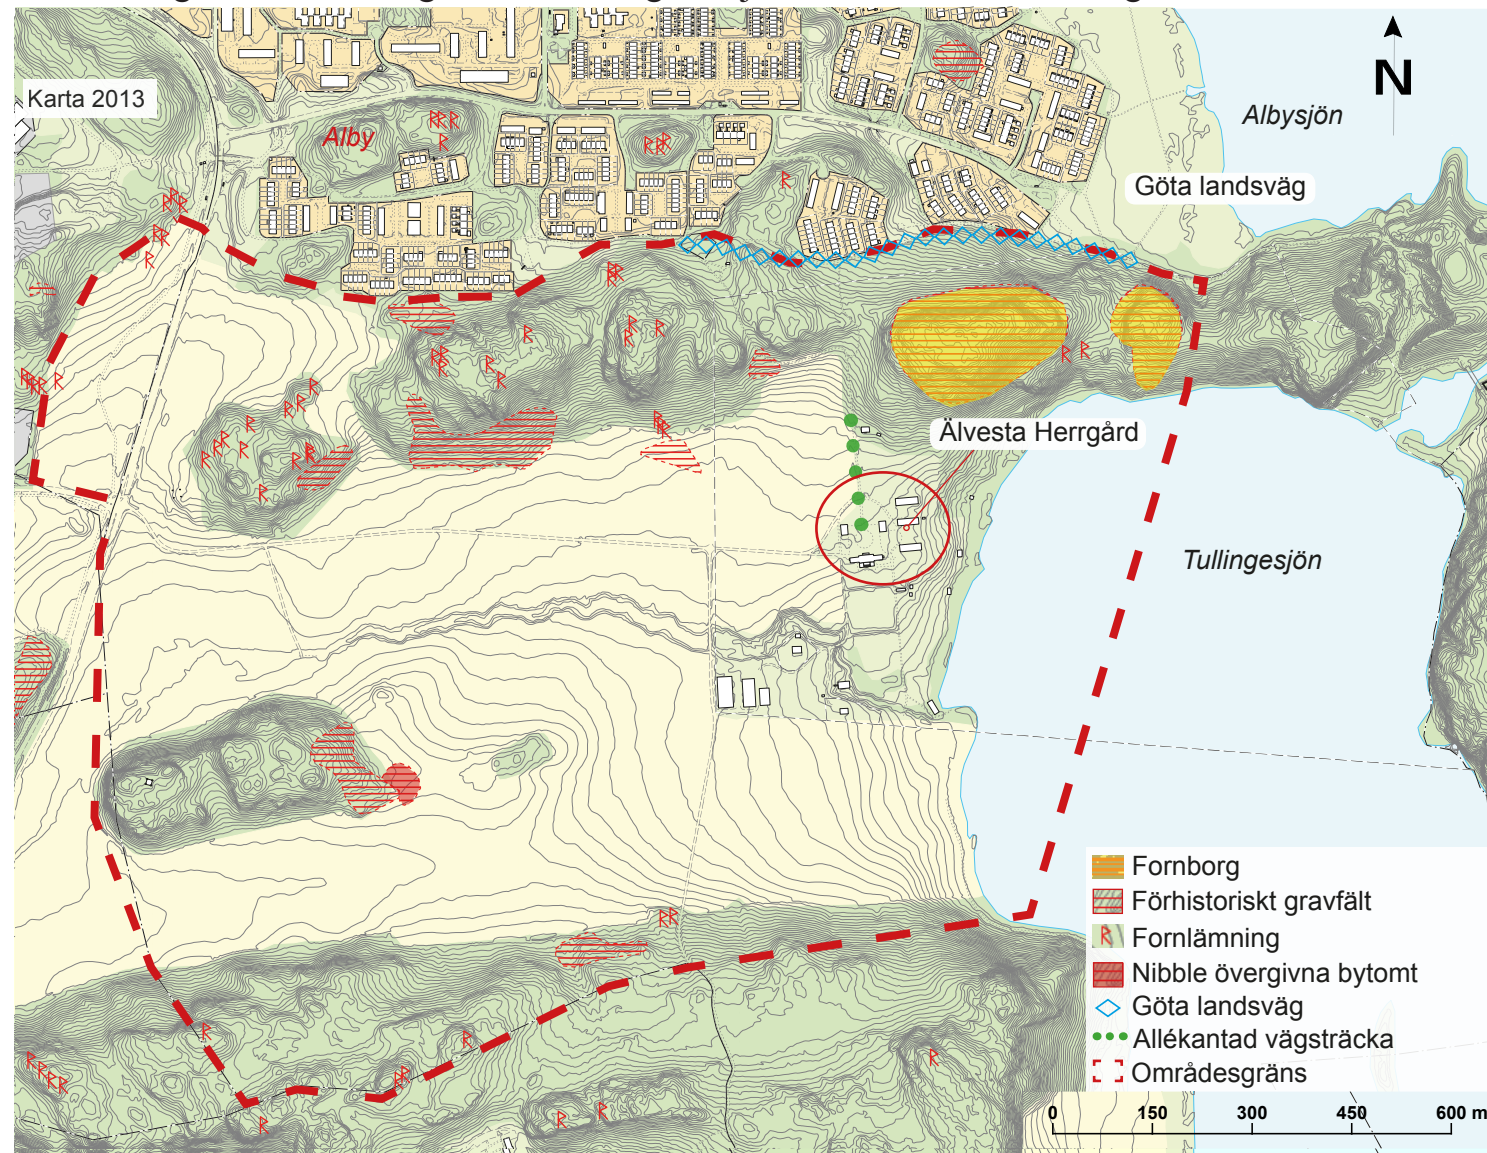 Karta 2013
N
Albysjön
Alby
Göta landsväg
Älvesta Herrgård
Tullingesjön
Fornborg
Förhistoriskt gravfält
R Fornlämning
Nibble övergivna bytomt
Göta landsväg
Allékantad vägsträcka
Områdesgräns
0 150 300 450 600 m